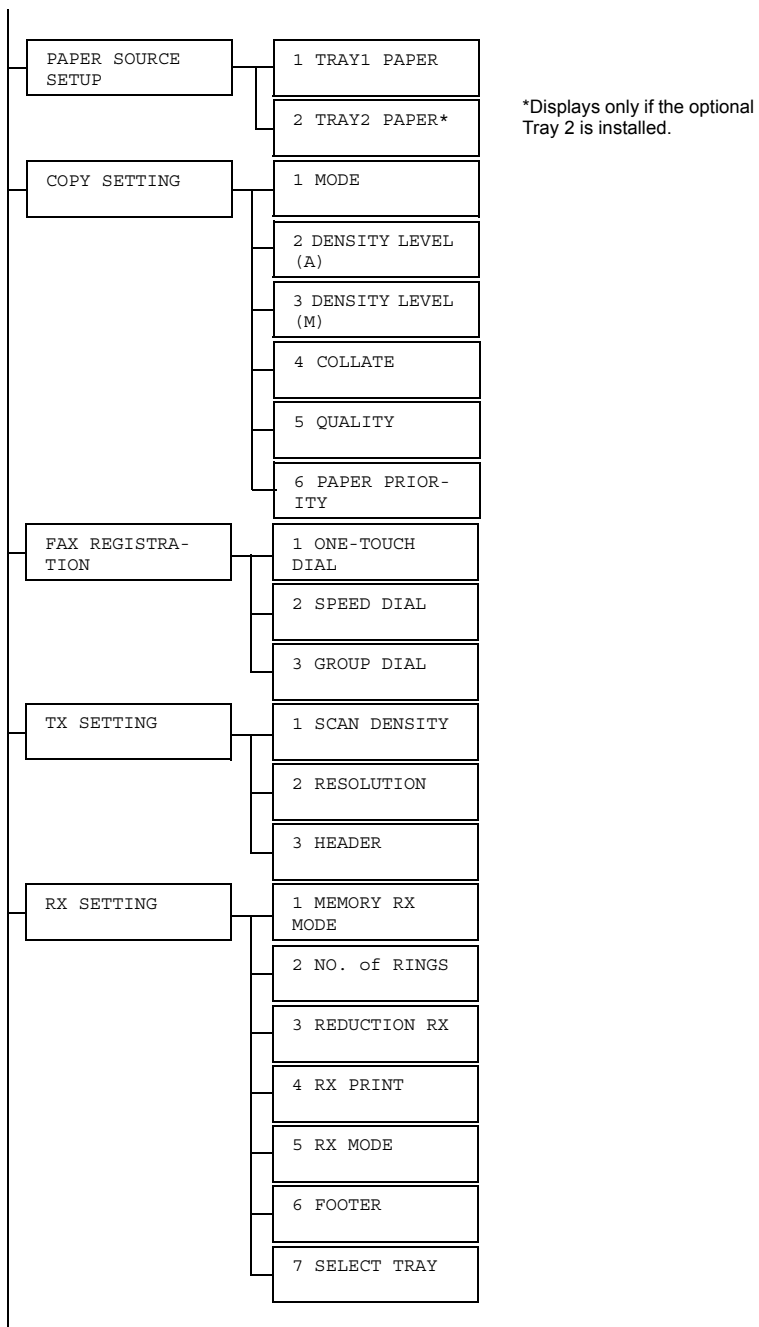 PAPER SOURCE
SETUP
1 TRAY1 PAPER
2 TRAY2 PAPER*
*Displays only if the optional
Tray 2 is installed.
COPY SETTING
1 MODE
2 DENSITY LEVEL
(A)
3 DENSITY LEVEL
(M)
4 COLLATE
5 QUALITY
6 PAPER PRIOR-
ITY
FAX REGISTRA-
TION
1 ONE-TOUCH
DIAL
2 SPEED DIAL
3 GROUP DIAL
TX SETTING
1 SCAN DENSITY
2 RESOLUTION
3 HEADER
RX SETTING
1 MEMORY RX
MODE
2 NO. of RINGS
3 REDUCTION RX
4 RX PRINT
5 RX MODE
6 FOOTER
7 SELECT TRAY